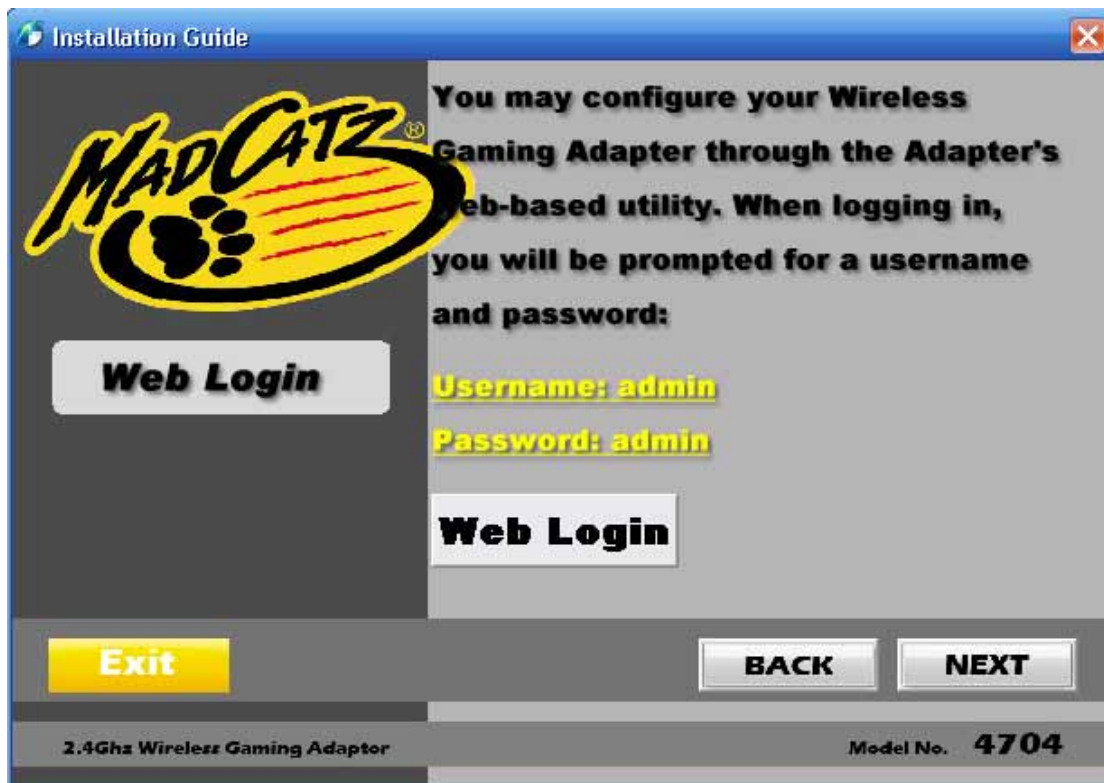 Installation Guide
MADCATZ®
Web Login
You may configure your Wireless
Gaming Adapter through the Adapter's
web-based utility. When logging in,
you will be prompted for a username
and password:
Username: admin
Password: admin
Web Login
Exit
BACK
NEXT
2.4Ghz Wireless Gaming Adaptor
Model No. 4704